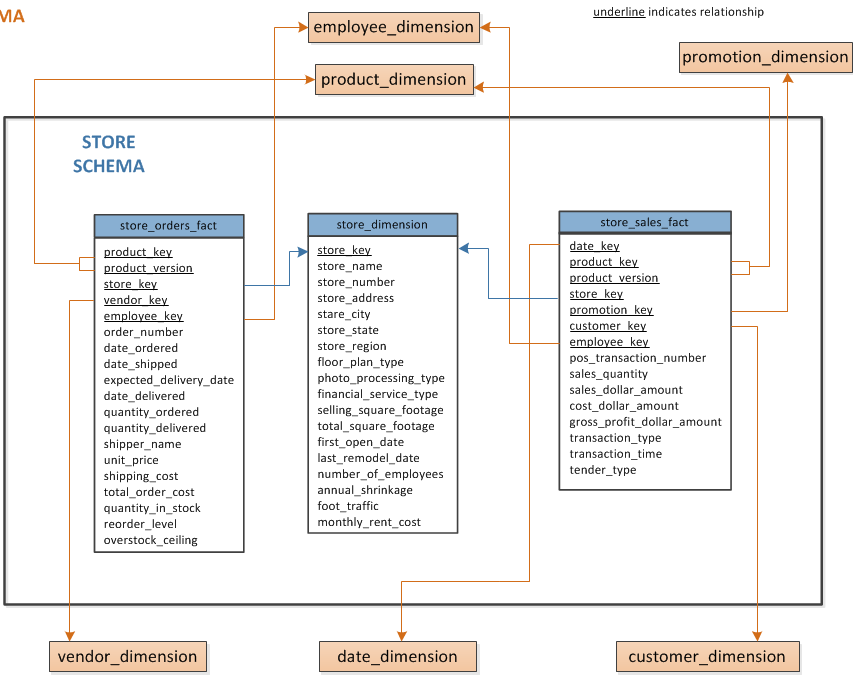 MA
underline indicates relationship
employee_dimension
promotion_dimension
product_dimension
STORE
SCHEMA
store_orders_fact
product_key
product_version
store_key
vendor_key
employee_key
order_number
date_ordered
date_shipped
expected_delivery_date
date_delivered
quantity_ordered
quantity_delivered
shipper_name
unit_price
shipping_cost
total_order_cost
quantity_in_stock
reorder_level
overstock_ceiling
store_dimension
store_key
store_name
store_number
store_address
stare_city
store_state
store_region
floor_plan_type
photo_processing_type
financial_service_type
selling_square_footage
total_square_footage
first_open_date
last_remodel_date
number_of_employees
annual_shrinkage
foot_traffic
monthly_rent_cost
store_sales_fact
date_key
product_key
product_version
store_key
promotion_key
customer_key
employee_key
pos_transaction_number
sales_quantity
sales_dollar_amount
cost_dollar_amount
gross_profit_dollar_amount
transaction_type
transaction_time
tender_type
vendor_dimension
date_dimension
customer_dimension